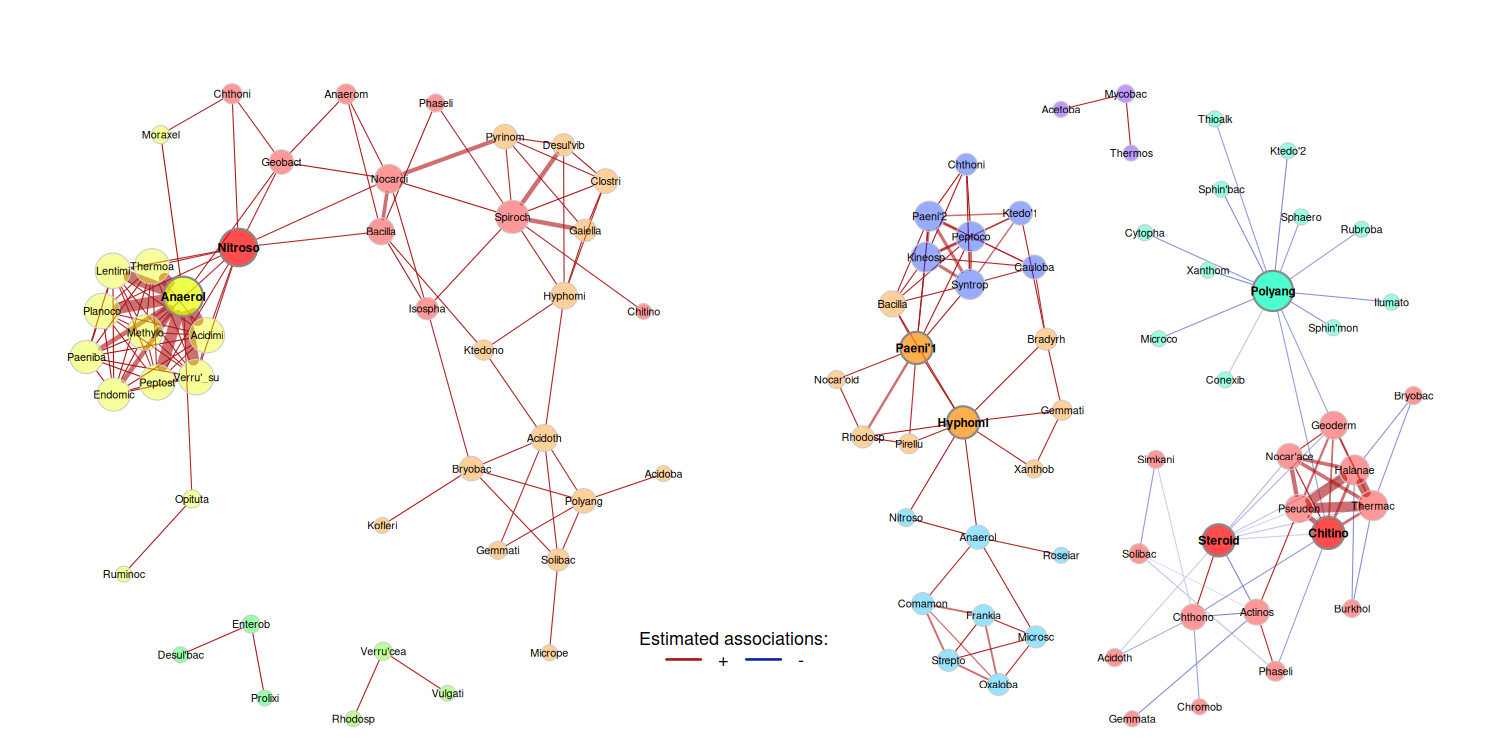 Chthoni
Anaerom
Phaseli
Moraxel
Geobact
Pyrinom
Desul'vib
Nocardi
Clostri
Spiroch
Bacilla
Gaiella
Nitroso
Lentimi
Thermoa
Anaerol
Planoco
Methylo
Acidimi
Paeniba
Peptost
Verru'_su
Endomic
Isospha
Hyphomi
Chitino
Ktedono
Acidoth
Bryobac
Acidoba
Polyang
Opituta
Kofleri
Gemmati
Solibac
Ruminoc
Enterob
Desul'bac
Prolixi
Verru'cea
Vulgati
Rhodosp
Micrope
Estimated associations:
+ -
Mycobac
Acetoba
Thermos
Chthoni
Paeni'2
Ktedo'1
Peptoco
Kineosp
Cauloba
Syntrop
Bacilla
Paeni'1
Bradyrh
Nocar'oid
Hyphomi
Gemmati
Rhodosp
Pirellu
Xanthob
Nitroso
Anaerol
Roseiar
Comamon
Frankia
Microsc
Strepto
Oxaloba
Thioalk
Ktedo'2
Sphin'bac
Sphaero
Cytopha
Rubroba
Xanthom
Polyang
Ilumato
Sphin'mon
Microco
Conexib
Bryobac
Geoderm
Simkani
Nocar'ace
Halanae
Pseudon
Thermac
Steroid
Chitino
Solibac
Chthono
Actinos
Burkhol
Acidoth
Phaseli
Chromob
Gemmata